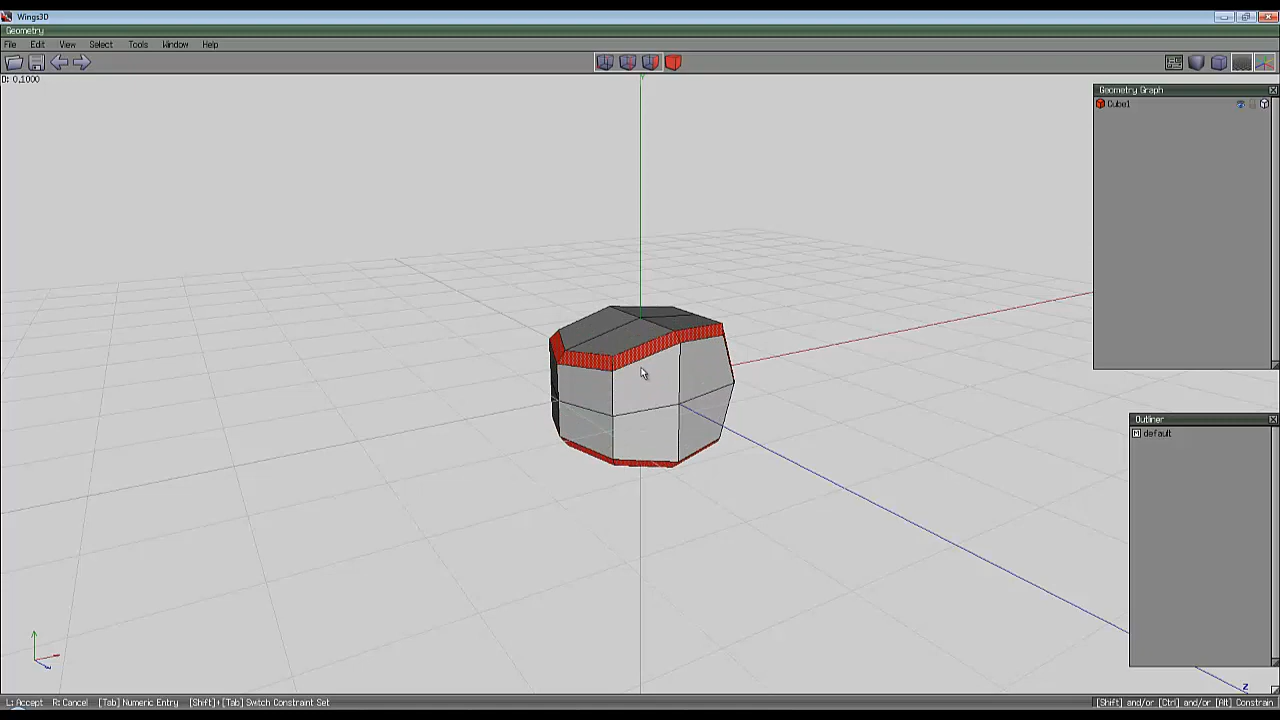 Wings3D
Geometry
File Edit View Select Tools Window Help
D: 0.1000
Geometry Graph
Cube1
Outliner
default
Z
L: Accept R: Cancel [Tab] Numeric Entry [Shift]+[Tab] Switch Constraint Set
[Shift] and/or [Ctrl] and/or [Alt] Constrain